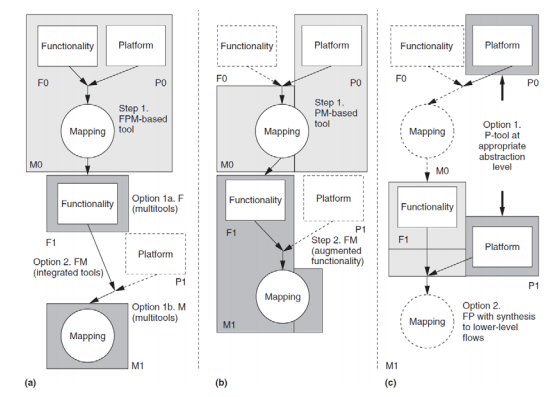 Functionality
Platform
F0
P0
Step 1.
FPM-based
tool
Mapping
M0
Option 1a. F
(multitools)
Functionality
F1
Option 2. FM
(integrated tools)
Platform
P1
Option 1b. M
(multitools)
Mapping
M1
(a)
Functionality
Platform
F0
P0
Step 1.
PM-based
tool
Mapping
M0
Functionality
Platform
F1
P1
Step 2. FM
(augmented
functionality)
Mapping
M1
(b)
Functionality
Platform
F0
P0
Option 1.
P-tool at
appropriate
abstraction
level
Mapping
M0
Functionality
F1
Platform
P1
Option 2.
FP with synthesis
to lower-level
flows
Mapping
M1
(c)